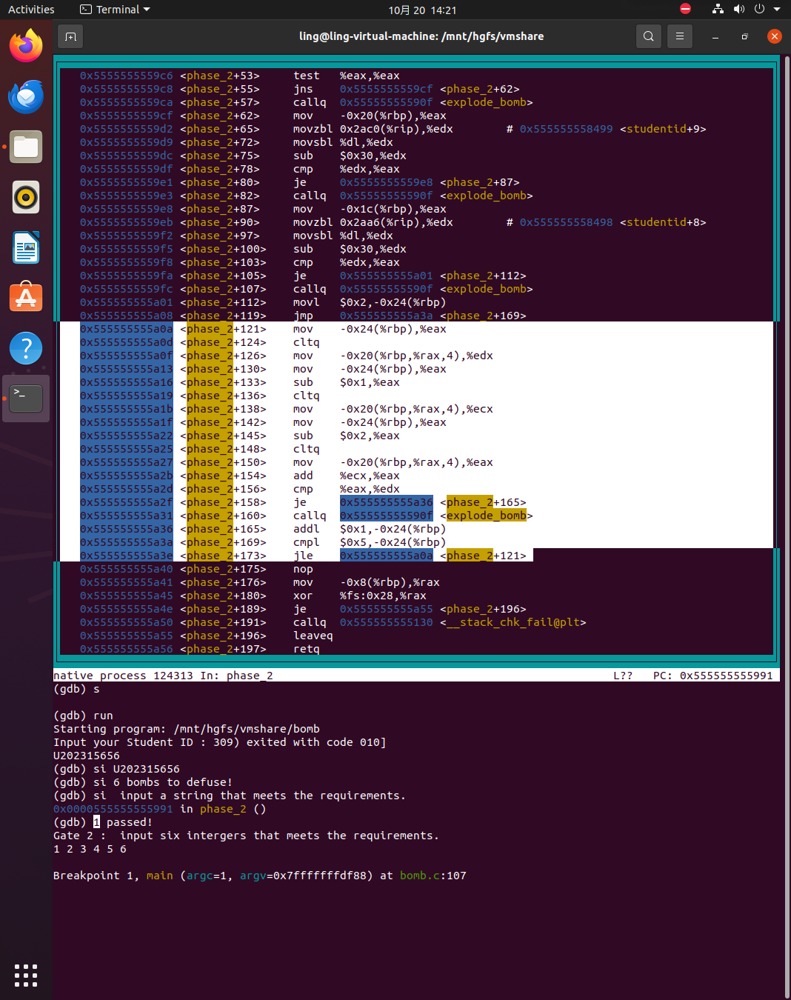 Activities
Terminal
10月 20 14:21
ling@ling-virtual-machine: /mnt/hgfs/vmshare
0x5555555559c6 <phase_2+53> test %eax,%eax
0x5555555559c8 <phase_2+55> jns 0x5555555559cf <phase_2+62>
0x5555555559ca <phase_2+57> callq 0x55555555590f <explode_bomb>
0x5555555559cf <phase_2+62> mov -0x20(%rbp),%eax
0x5555555559d2 <phase_2+65> movzbl 0x2ac0(%rip),%edx # 0x555555558499 <studentid+9>
0x5555555559d9 <phase_2+72> movsbl %dl,%edx
0x5555555559dc <phase_2+75> sub $0x30,%edx
0x5555555559df <phase_2+78> cmp %edx,%eax
0x5555555559e1 <phase_2+80> je 0x5555555559e8 <phase_2+87>
0x5555555559e3 <phase_2+82> callq 0x55555555590f <explode_bomb>
0x5555555559e8 <phase_2+87> mov -0x1c(%rbp),%eax
0x5555555559eb <phase_2+90> movzbl 0x2aa6(%rip),%edx # 0x555555558498 <studentid+8>
0x5555555559f2 <phase_2+97> movsbl %dl,%edx
0x5555555559f5 <phase_2+100> sub $0x30,%edx
0x5555555559f8 <phase_2+103> cmp %edx,%eax
0x5555555559fa <phase_2+105> je 0x555555555a01 <phase_2+112>
0x5555555559fc <phase_2+107> callq 0x55555555590f <explode_bomb>
0x555555555a01 <phase_2+112> movl $0x2,-0x24(%rbp)
0x555555555a08 <phase_2+119> jmp 0x555555555a3a <phase_2+169>
0x555555555a0a <phase_2+121> mov -0x24(%rbp),%eax
0x555555555a0d <phase_2+124> cltq
0x555555555a0f <phase_2+126> mov -0x20(%rbp,%rax,4),%edx
0x555555555a13 <phase_2+130> mov -0x24(%rbp),%eax
0x555555555a16 <phase_2+133> sub $0x1,%eax
0x555555555a19 <phase_2+136> cltq
0x555555555a1b <phase_2+138> mov -0x20(%rbp,%rax,4),%ecx
0x555555555a1f <phase_2+142> mov -0x24(%rbp),%eax
0x555555555a22 <phase_2+145> sub $0x2,%eax
0x555555555a25 <phase_2+148> cltq
0x555555555a27 <phase_2+150> mov -0x20(%rbp,%rax,4),%eax
0x555555555a2b <phase_2+154> add %ecx,%eax
0x555555555a2d <phase_2+156> cmp %eax,%edx
0x555555555a2f <phase_2+158> je 0x555555555a36 <phase_2+165>
0x555555555a31 <phase_2+160> callq 0x55555555590f <explode_bomb>
0x555555555a36 <phase_2+165> addl $0x1,-0x24(%rbp)
0x555555555a3a <phase_2+169> cmpl $0x5,-0x24(%rbp)
0x555555555a3e <phase_2+173> jle 0x555555555a0a <phase_2+121>
0x555555555a40 <phase_2+175> nop
0x555555555a41 <phase_2+176> mov -0x8(%rbp),%rax
0x555555555a45 <phase_2+180> xor %fs:0x28,%rax
0x555555555a4e <phase_2+189> je 0x555555555a55 <phase_2+196>
0x555555555a50 <phase_2+191> callq 0x555555555130 <__stack_chk_fail@plt>
0x555555555a55 <phase_2+196> leaveq
0x555555555a56 <phase_2+197> retq
native process 124313 In: phase_2 L?? PC: 0x555555555991
(gdb) s
(gdb) run
Starting program: /mnt/hgfs/vmshare/bomb
Input your Student ID : 309) exited with code 010]
U202315656
(gdb) si U202315656
(gdb) si 6 bombs to defuse!
(gdb) si  input a string that meets the requirements.
0x0000555555555991 in phase_2 ()
(gdb) 1 passed!
Gate 2 :  input six intergers that meets the requirements.
1 2 3 4 5 6
Breakpoint 1, main (argc=1, argv=0x7fffffffdf88) at bomb.c:107